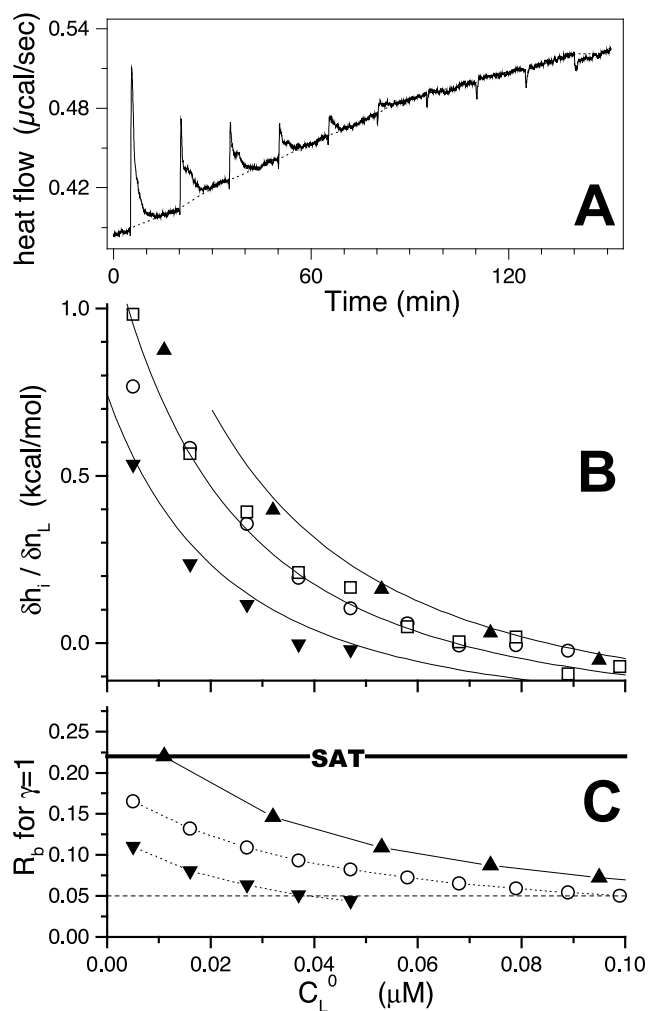 0.54
0.48
0.42
heat flow (μcal/sec)
A
0
60
120
Time (min)
1.0
0.5
0.0
δh_i / δn_L (kcal/mol)
B
0.25
0.20
0.15
0.10
0.05
0.00
R_b for γ=1
SAT
C
0.00
0.02
0.04
0.06
0.08
0.10
C_L^0 (μM)